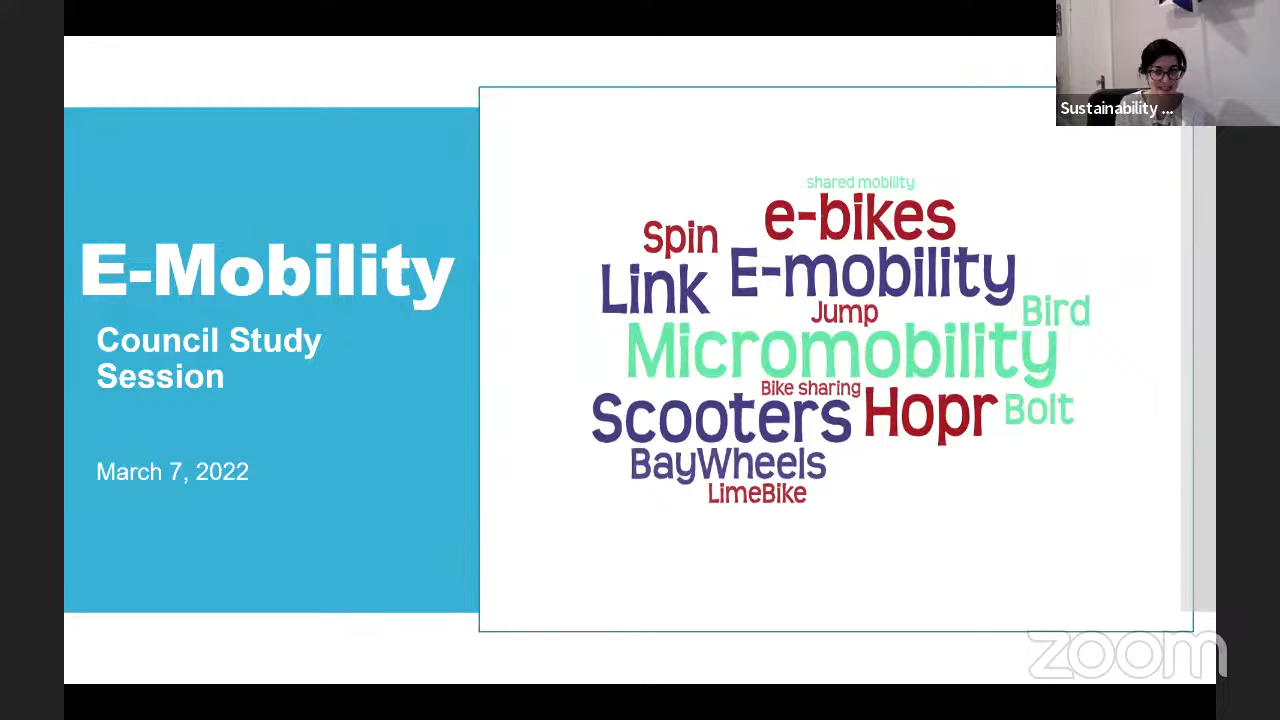 Sustainability ...
E-Mobility
Council Study
Session
March 7, 2022
shared mobility
e-bikes
Spin
E-mobility
Link
Jump
Bird
Micromobility
Bike sharing
Scooters
Hopr
Bolt
BayWheels
LimeBike
zoom